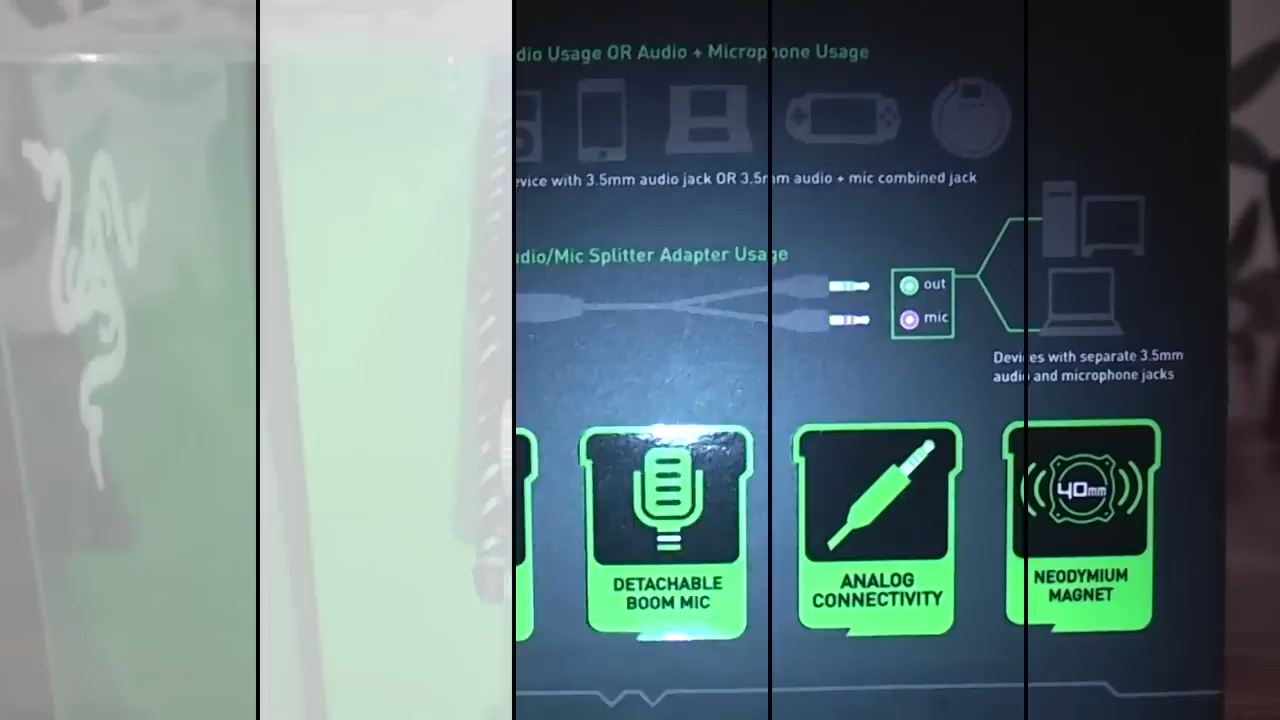 dio Usage OR Audio + Microphone Usage
vice with 3.5mm audio jack OR 3.5mm audio + mic combined jack
dio/Mic Splitter Adapter Usage
out
mic
Devices with separate 3.5mm
audio and microphone jacks
DETACHABLE
BOOM MIC
ANALOG
CONNECTIVITY
40mm
NEODYMIUM
MAGNET